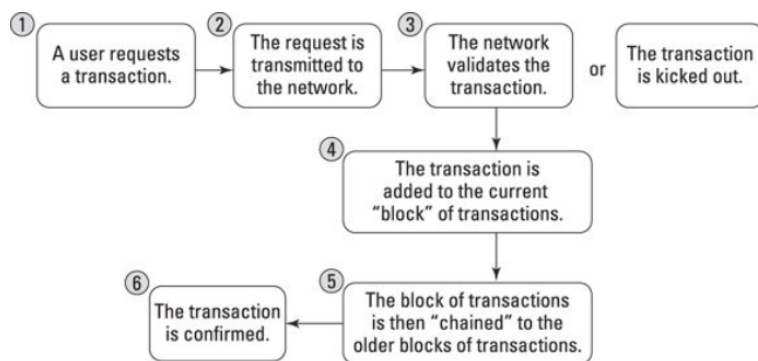 1
A user requests
a transaction.
2
The request is
transmitted to
the network.
3
The network
validates the
transaction.
or
The transaction
is kicked out.
4
The transaction is
added to the current
“block” of transactions.
5
The block of transactions
is then “chained” to the
older blocks of transactions.
6
The transaction
is confirmed.